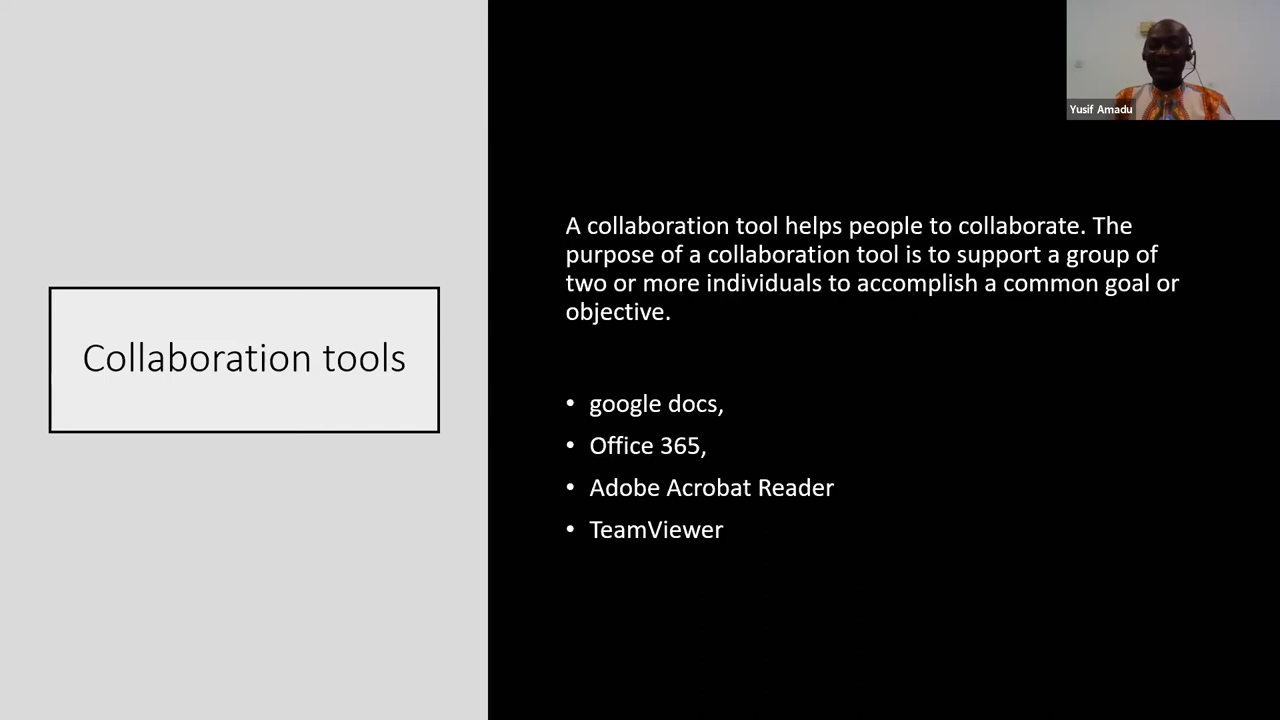 Yusif Amadu
Collaboration tools
A collaboration tool helps people to collaborate. The
purpose of a collaboration tool is to support a group of
two or more individuals to accomplish a common goal or
objective.
• google docs,
• Office 365,
• Adobe Acrobat Reader
• TeamViewer